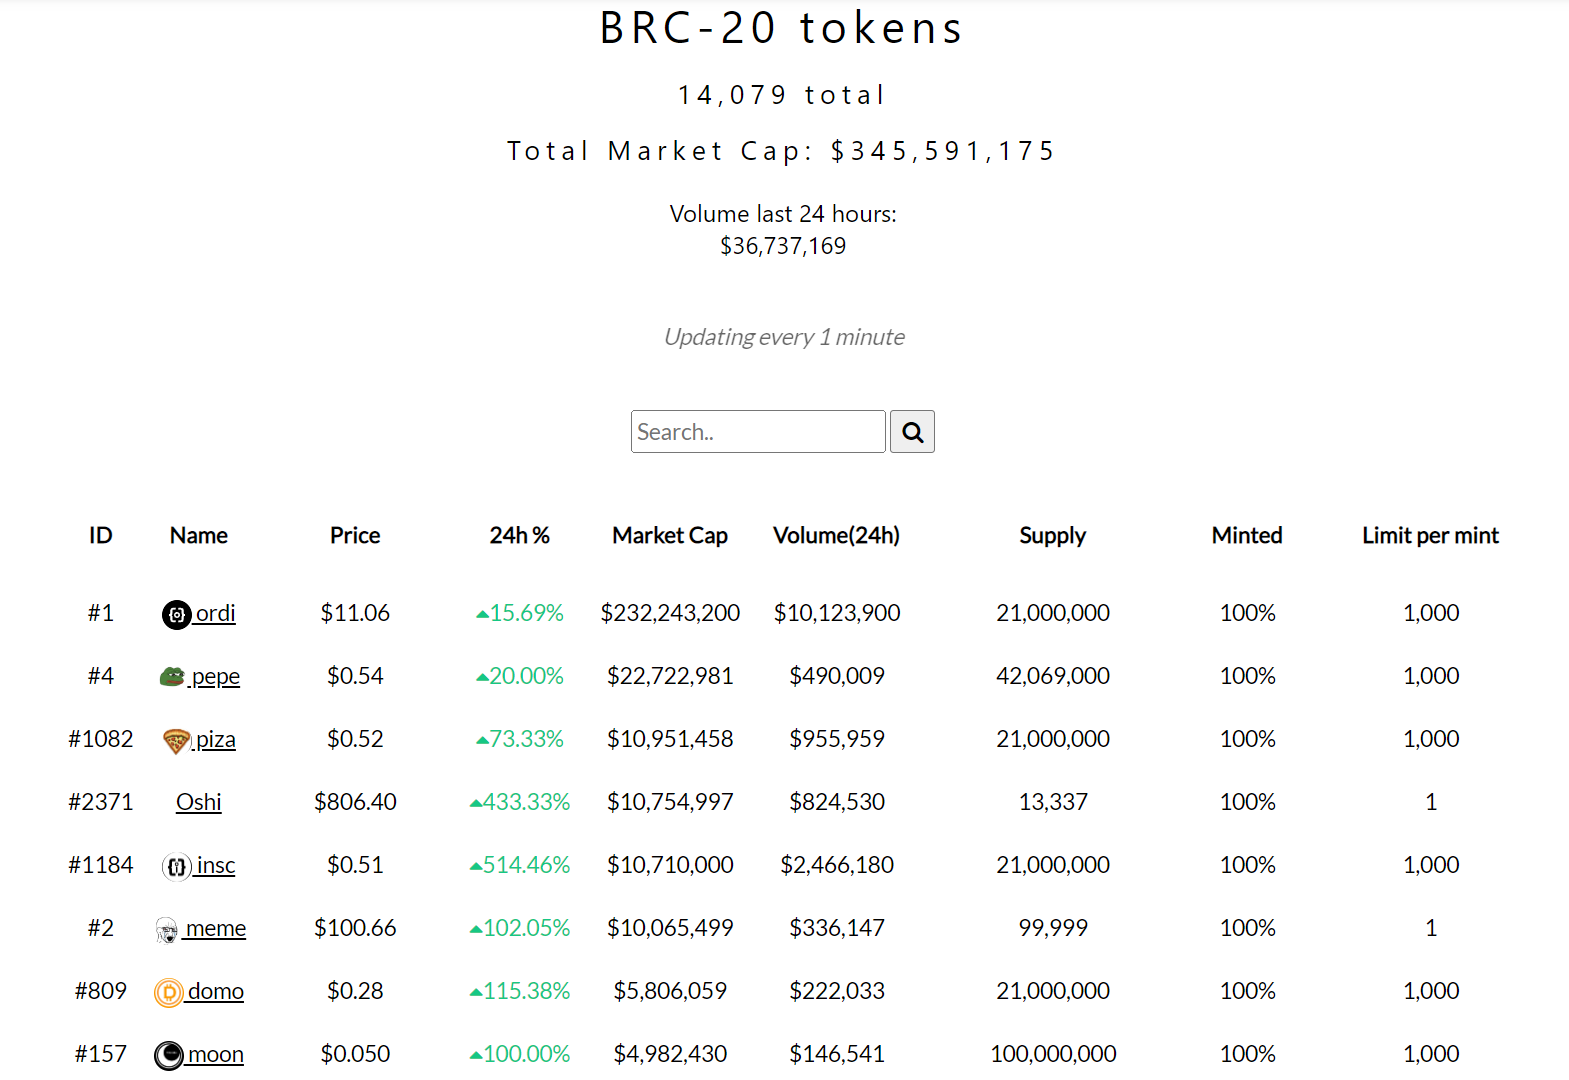 BRC-20 tokens
14,079 total
Total Market Cap: $345,591,175
Volume last 24 hours:
$36,737,169
Updating every 1 minute
Search..
ID Name Price 24h % Market Cap Volume(24h) Supply Minted Limit per mint
#1 ordi $11.06 15.69% $232,243,200 $10,123,900 21,000,000 100% 1,000
#4 pepe $0.54 20.00% $22,722,981 $490,009 42,069,000 100% 1,000
#1082 piza $0.52 73.33% $10,951,458 $955,959 21,000,000 100% 1,000
#2371 Oshi $806.40 433.33% $10,754,997 $824,530 13,337 100% 1
#1184 insc $0.51 514.46% $10,710,000 $2,466,180 21,000,000 100% 1,000
#2 meme $100.66 102.05% $10,065,499 $336,147 99,999 100% 1
#809 domo $0.28 115.38% $5,806,059 $222,033 21,000,000 100% 1,000
#157 moon $0.050 100.00% $4,982,430 $146,541 100,000,000 100% 1,000